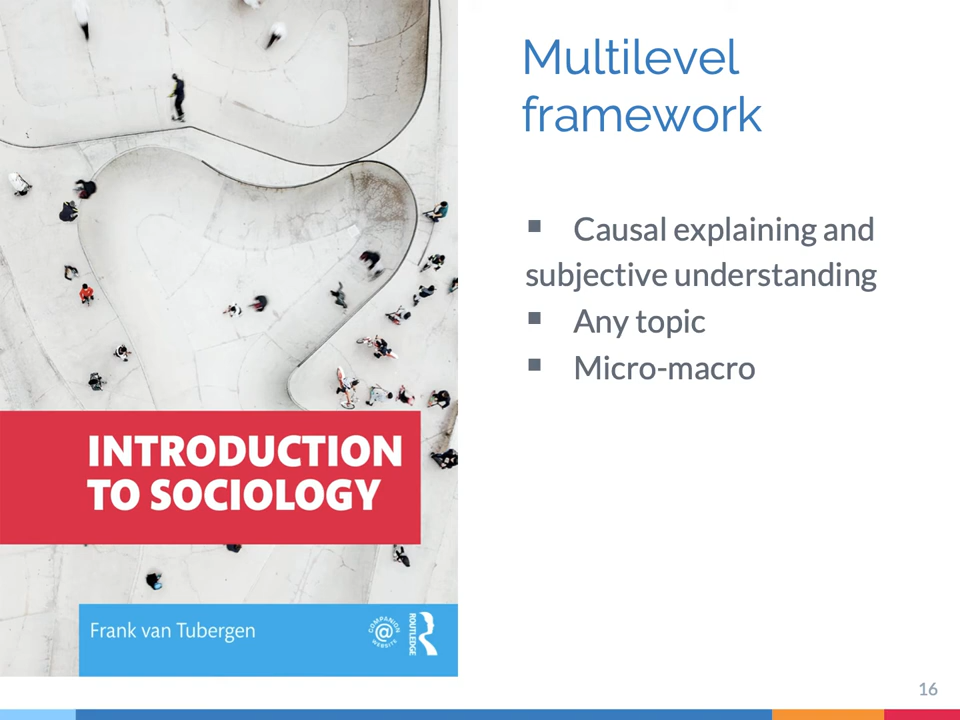 Multilevel
framework
▪ Causal explaining and
subjective understanding
▪ Any topic
▪ Micro-macro
INTRODUCTION
TO SOCIOLOGY
Frank van Tubergen
COMPANION
@
WEBSITE
ROUTLEDGE
16